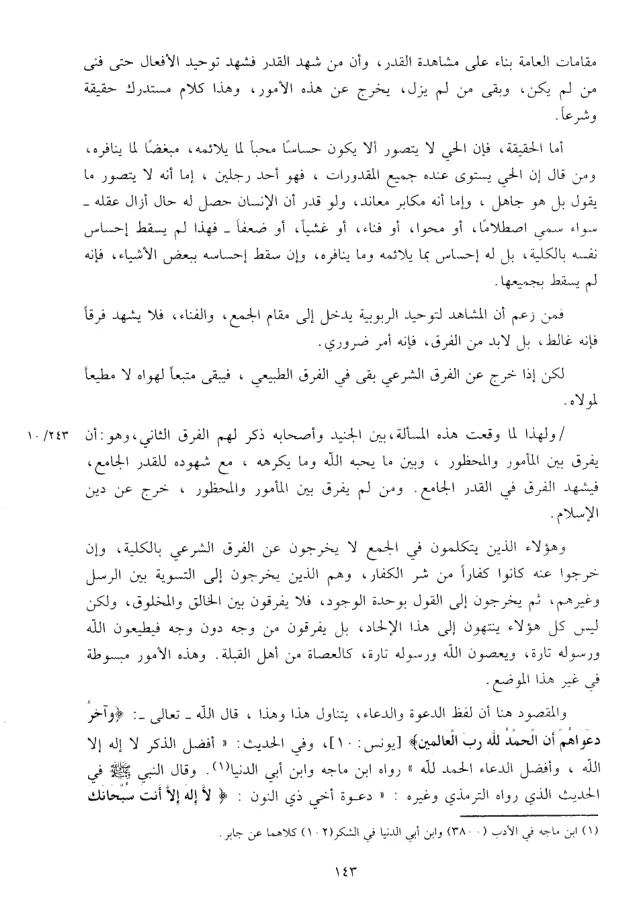 مقامات العامة بناء على مشاهدة القدر، وأن من شهد القدر فشهد توحيد الأفعال حتى فنى
من لم يكن، وبقى من لم يزل، يخرج عن هذه الأمور، وهذا كلام مستدرك حقيقة
وشرعاً.
أما الحقيقة، فإن الحي لا يتصور ألا يكون حساسًا محباً لما يلائمه، مبغضًا لما ينافره،
ومن قال إن الحي يستوى عنده جميع المقدورات ، فهو أحد رجلين ، إما أنه لا يتصور ما
يقول بل هو جاهل ، وإما أنه مكابر معاند، ولو قدر أن الإنسان حصل له حال أزال عقله ـ
سواء سمي اصطلامًا، أو محوا، أو فناء، أو غشياً، أو ضعفاً ـ فهذا لم يسقط إحساس
نفسه بالكلية، بل له إحساس بما يلائمه وما ينافره، وإن سقط إحساسه ببعض الأشياء، فإنه
لم يسقط بجميعها.
فمن زعم أن المشاهد لتوحيد الربوبية يدخل إلى مقام الجمع، والفناء، فلا يشهد فرقاً
فإنه غالط، بل لابد من الفرق، فإنه أمر ضروري.
لكن إذا خرج عن الفرق الشرعي بقى في الفرق الطبيعي ، فيبقى متبعاً لهواه لا مطيعاً
لمولاه.
/ ولهذا لما وقعت هذه المسألة، بين الجنيد وأصحابه ذكر لهم الفرق الثاني، وهو: أن ١٠/٢٤٣
يفرق بين المأمور والمحظور ، وبين ما يحبه الله وما يكرهه ، مع شهوده للقدر الجامع،
فيشهد الفرق في القدر الجامع. ومن لم يفرق بين المأمور والمحظور ، خرج عن دين
الإسلام.
وهؤلاء الذين يتكلمون في الجمع لا يخرجون عن الفرق الشرعي بالكلية، وإن
خرجوا عنه كانوا كفاراً من شر الكفار، وهم الذين يخرجون إلى التسوية بين الرسل
وغيرهم، ثم يخرجون إلى القول بوحدة الوجود، فلا يفرقون بين الخالق والمخلوق، ولكن
ليس كل هؤلاء ينتهون إلى هذا الإلحاد، بل يفرقون من وجه دون وجه فيطيعون الله
ورسوله تارة، ويعصون الله ورسوله تارة، كالعصاة من أهل القبلة. وهذه الأمور مبسوطة
في غير هذا الموضع.
والمقصود هنا أن لفظ الدعوة والدعاء، يتناول هذا وهذا ، قال الله ـ تعالى ـ: ﴿وآخرُ
دعواهُم أن الحَمدُ لله رب العالمين﴾ [يونس: ١٠]، وفي الحديث: « أفضل الذكر لا إله إلا
الله ، وأفضل الدعاء الحمد لله » رواه ابن ماجه وابن أبي الدنيا(١). وقال النبي ﷺ في
الحديث الذي رواه الترمذي وغيره : « دعوة أخي ذي النون : ﴿ لاَ إله إلاَّ أنتَ سُبْحَانَكَ
(١) ابن ماجه في الأدب (٣٨٠٠) وابن أبي الدنيا في الشكر(١٠٢) كلاهما عن جابر.
١٤٣